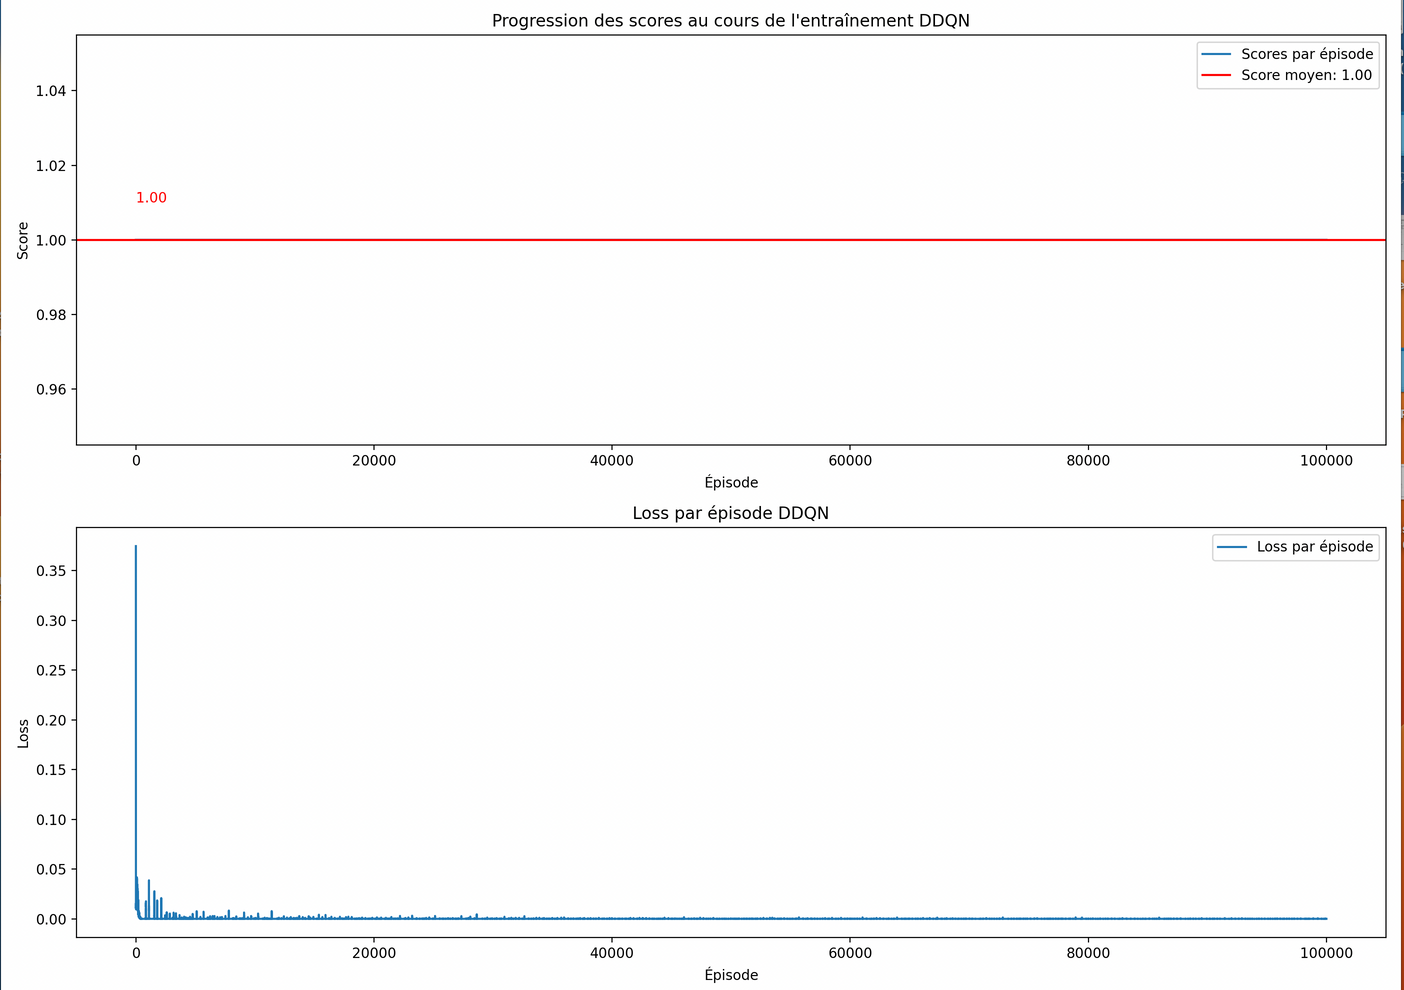 Progression des scores au cours de l'entraînement DDQN
Scores par épisode
Score moyen: 1.00
1.04
1.02
1.00
1.00
0.98
0.96
Score
0
20000
40000
60000
80000
100000
Épisode
Loss par épisode DDQN
Loss par épisode
0.35
0.30
0.25
0.20
0.15
0.10
0.05
0.00
Loss
0
20000
40000
60000
80000
100000
Épisode